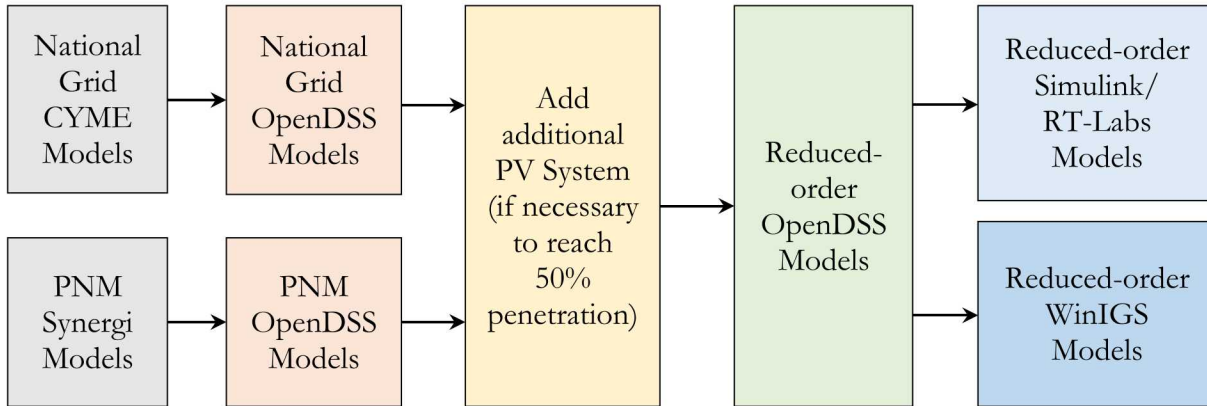 National
Grid
CYME
Models
National
Grid
OpenDSS
Models
PNM
Synergi
Models
PNM
OpenDSS
Models
Add
additional
PV System
(if necessary
to reach
50%
penetration)
Reduced-
order
OpenDSS
Models
Reduced-order
Simulink/
RT-Labs
Models
Reduced-order
WinIGS
Models